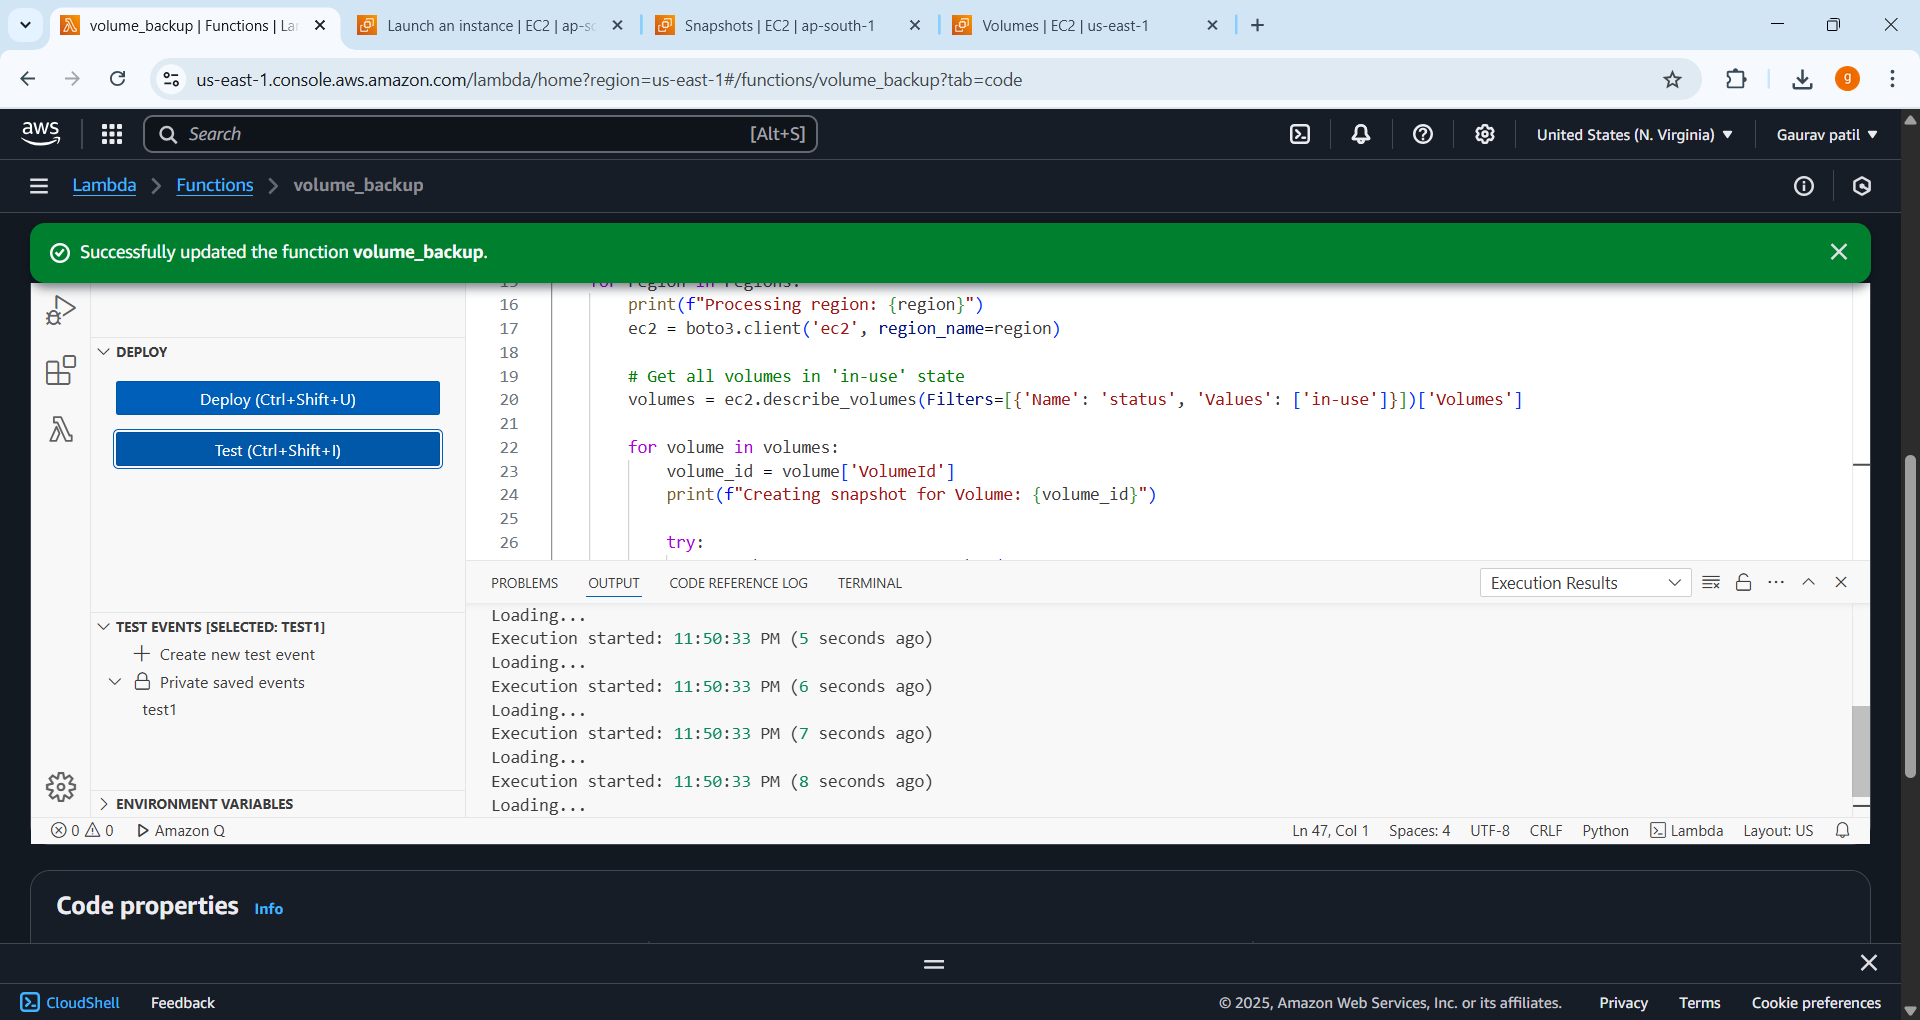 volume_backup | Functions | La
Launch an instance | EC2 | ap-so
Snapshots | EC2 | ap-south-1
Volumes | EC2 | us-east-1
us-east-1.console.aws.amazon.com/lambda/home?region=us-east-1#/functions/volume_backup?tab=code
g
aws
Search
[Alt+S]
United States (N. Virginia)
Gaurav patil
Lambda
Functions
volume_backup
Successfully updated the function volume_backup.
15 for region in regions:
16 print(f"Processing region: {region}")
17 ec2 = boto3.client('ec2', region_name=region)
18
19 # Get all volumes in 'in-use' state
20 volumes = ec2.describe_volumes(Filters=[{'Name': 'status', 'Values': ['in-use']}])['Volumes']
21
22 for volume in volumes:
23 volume_id = volume['VolumeId']
24 print(f"Creating snapshot for Volume: {volume_id}")
25
26 try:
DEPLOY
Deploy (Ctrl+Shift+U)
Test (Ctrl+Shift+I)
TEST EVENTS [SELECTED: TEST1]
Create new test event
Private saved events
test1
ENVIRONMENT VARIABLES
PROBLEMS
OUTPUT
CODE REFERENCE LOG
TERMINAL
Execution Results
Loading...
Execution started: 11:50:33 PM (5 seconds ago)
Loading...
Execution started: 11:50:33 PM (6 seconds ago)
Loading...
Execution started: 11:50:33 PM (7 seconds ago)
Loading...
Execution started: 11:50:33 PM (8 seconds ago)
Loading...
0 0 Amazon Q
Ln 47, Col 1
Spaces: 4
UTF-8
CRLF
Python
Lambda
Layout: US
Code properties
Info
CloudShell
Feedback
© 2025, Amazon Web Services, Inc. or its affiliates.
Privacy
Terms
Cookie preferences